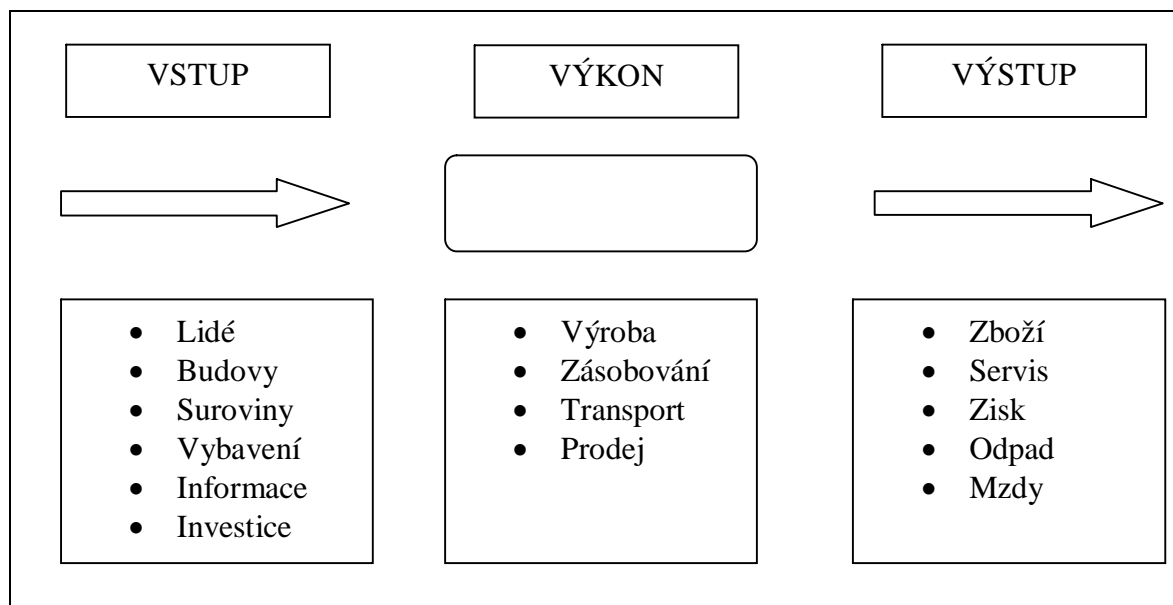 VSTUP
VÝKON
VÝSTUP
• Lidé
• Budovy
• Suroviny
• Vybavení
• Informace
• Investice
• Výroba
• Zásobování
• Transport
• Prodej
• Zboží
• Servis
• Zisk
• Odpad
• Mzdy